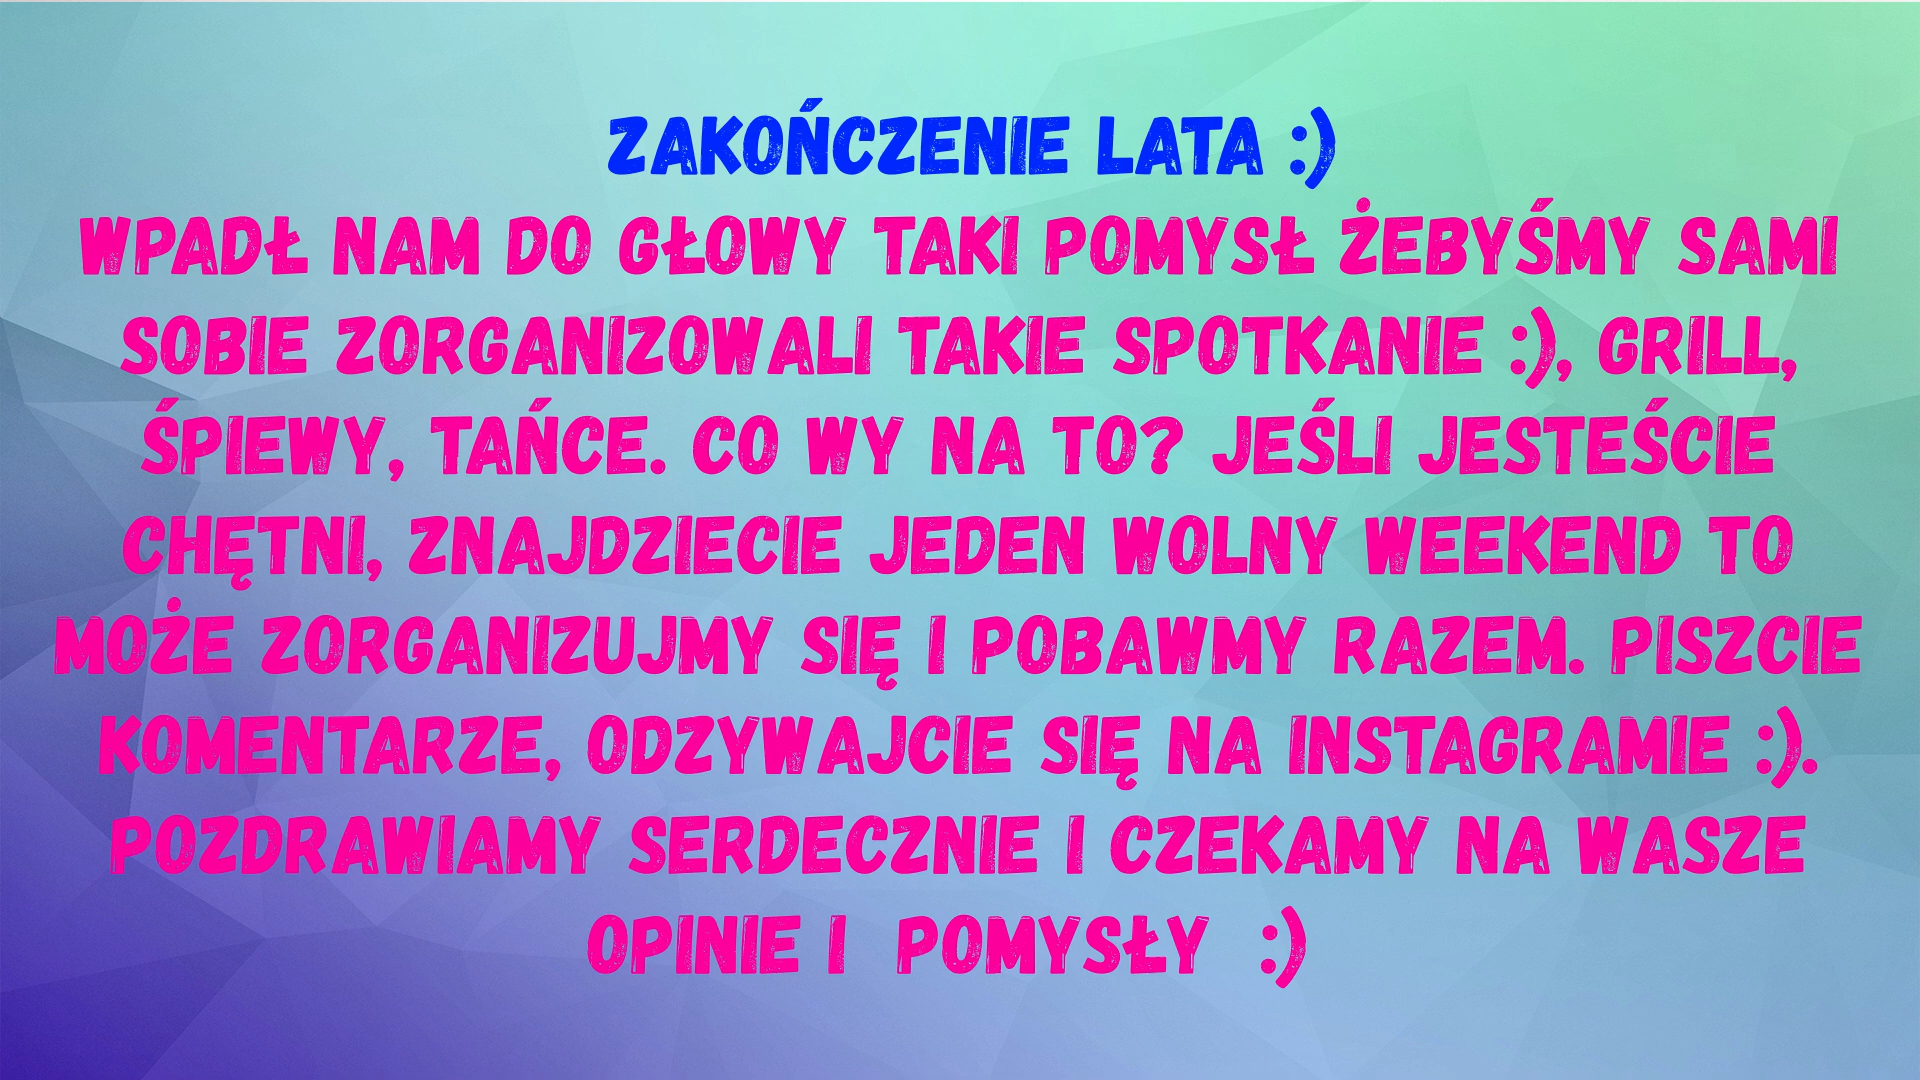 ZAKOŃCZENIE LATA :)
WPADŁ NAM DO GŁOWY TAKI POMYSŁ ŻEBYŚMY SAMI
SOBIE ZORGANIZOWALI TAKIE SPOTKANIE :), GRILL,
ŚPIEWY, TAŃCE. CO WY NA TO? JEŚLI JESTEŚCIE
CHĘTNI, ZNAJDZIECIE JEDEN WOLNY WEEKEND TO
MOŻE ZORGANIZUJMY SIĘ I POBAWMY RAZEM. PISZCIE
KOMENTARZE, ODZYWAJCIE SIĘ NA INSTAGRAMIE :).
POZDRAWIAMY SERDECZNIE I CZEKAMY NA WASZE
OPINIE I POMYSŁY :)